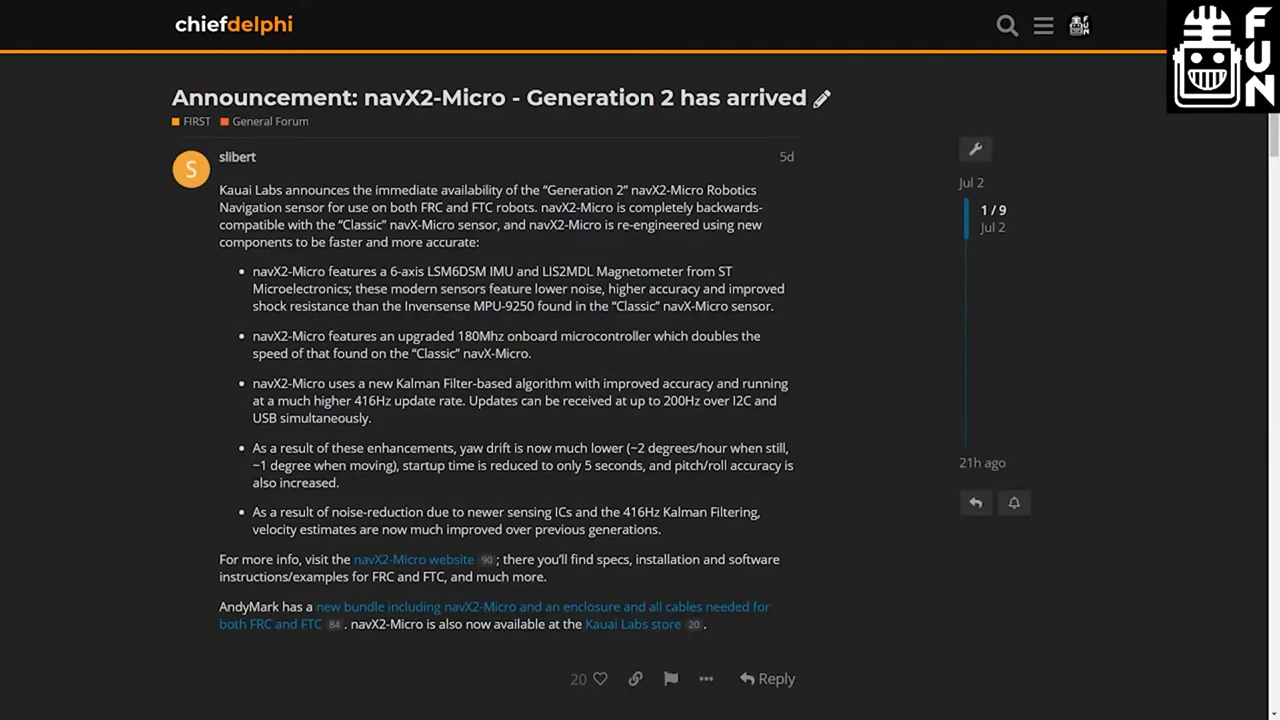 chiefdelphi
FUN
FUN
Announcement: navX2-Micro - Generation 2 has arrived
FIRST General Forum
S
slibert
5d
Kauai Labs announces the immediate availability of the “Generation 2” navX2-Micro Robotics
Navigation sensor for use on both FRC and FTC robots. navX2-Micro is completely backwards-
compatible with the “Classic” navX-Micro sensor, and navX2-Micro is re-engineered using new
components to be faster and more accurate:
• navX2-Micro features a 6-axis LSM6DSM IMU and LIS2MDL Magnetometer from ST
Microelectronics; these modern sensors feature lower noise, higher accuracy and improved
shock resistance than the Invensense MPU-9250 found in the “Classic” navX-Micro sensor.
• navX2-Micro features an upgraded 180Mhz onboard microcontroller which doubles the
speed of that found on the “Classic” navX-Micro.
• navX2-Micro uses a new Kalman Filter-based algorithm with improved accuracy and running
at a much higher 416Hz update rate. Updates can be received at up to 200Hz over I2C and
USB simultaneously.
• As a result of these enhancements, yaw drift is now much lower (~2 degrees/hour when still,
~1 degree when moving), startup time is reduced to only 5 seconds, and pitch/roll accuracy is
also increased.
• As a result of noise-reduction due to newer sensing ICs and the 416Hz Kalman Filtering,
velocity estimates are now much improved over previous generations.
For more info, visit the navX2-Micro website 90 ; there you’ll find specs, installation and software
instructions/examples for FRC and FTC, and much more.
AndyMark has a new bundle including navX2-Micro and an enclosure and all cables needed for
both FRC and FTC 84 . navX2-Micro is also now available at the Kauai Labs store 20 .
20
Reply
Jul 2
1 / 9
Jul 2
21h ago